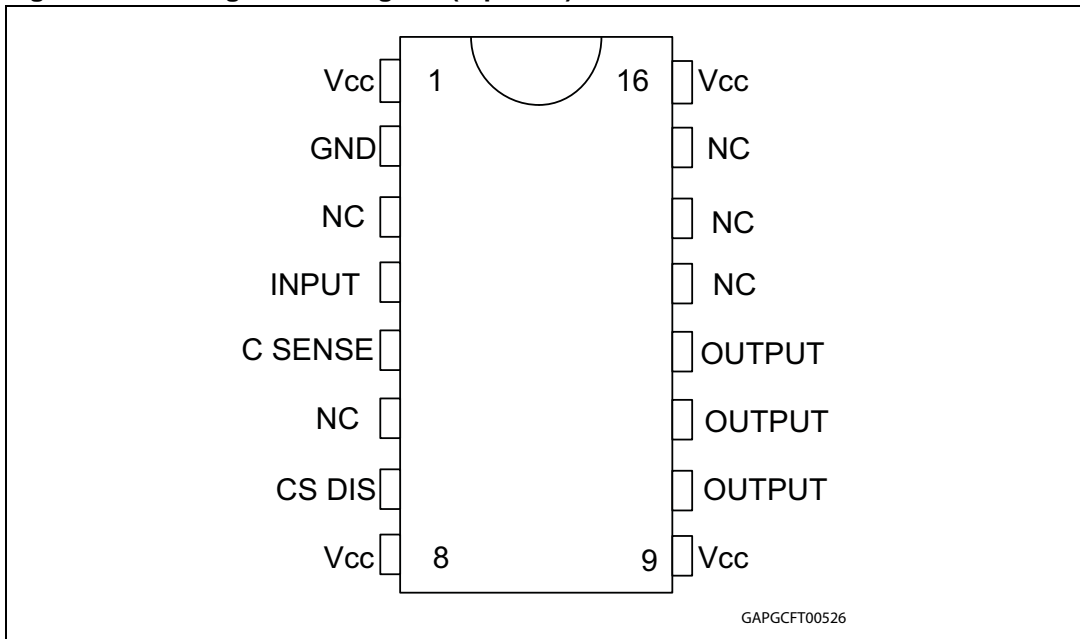 Vcc 1 16 Vcc
GND NC
NC NC
INPUT NC
C SENSE OUTPUT
NC OUTPUT
CS DIS OUTPUT
Vcc 8 9 Vcc
GAPGCFT00526